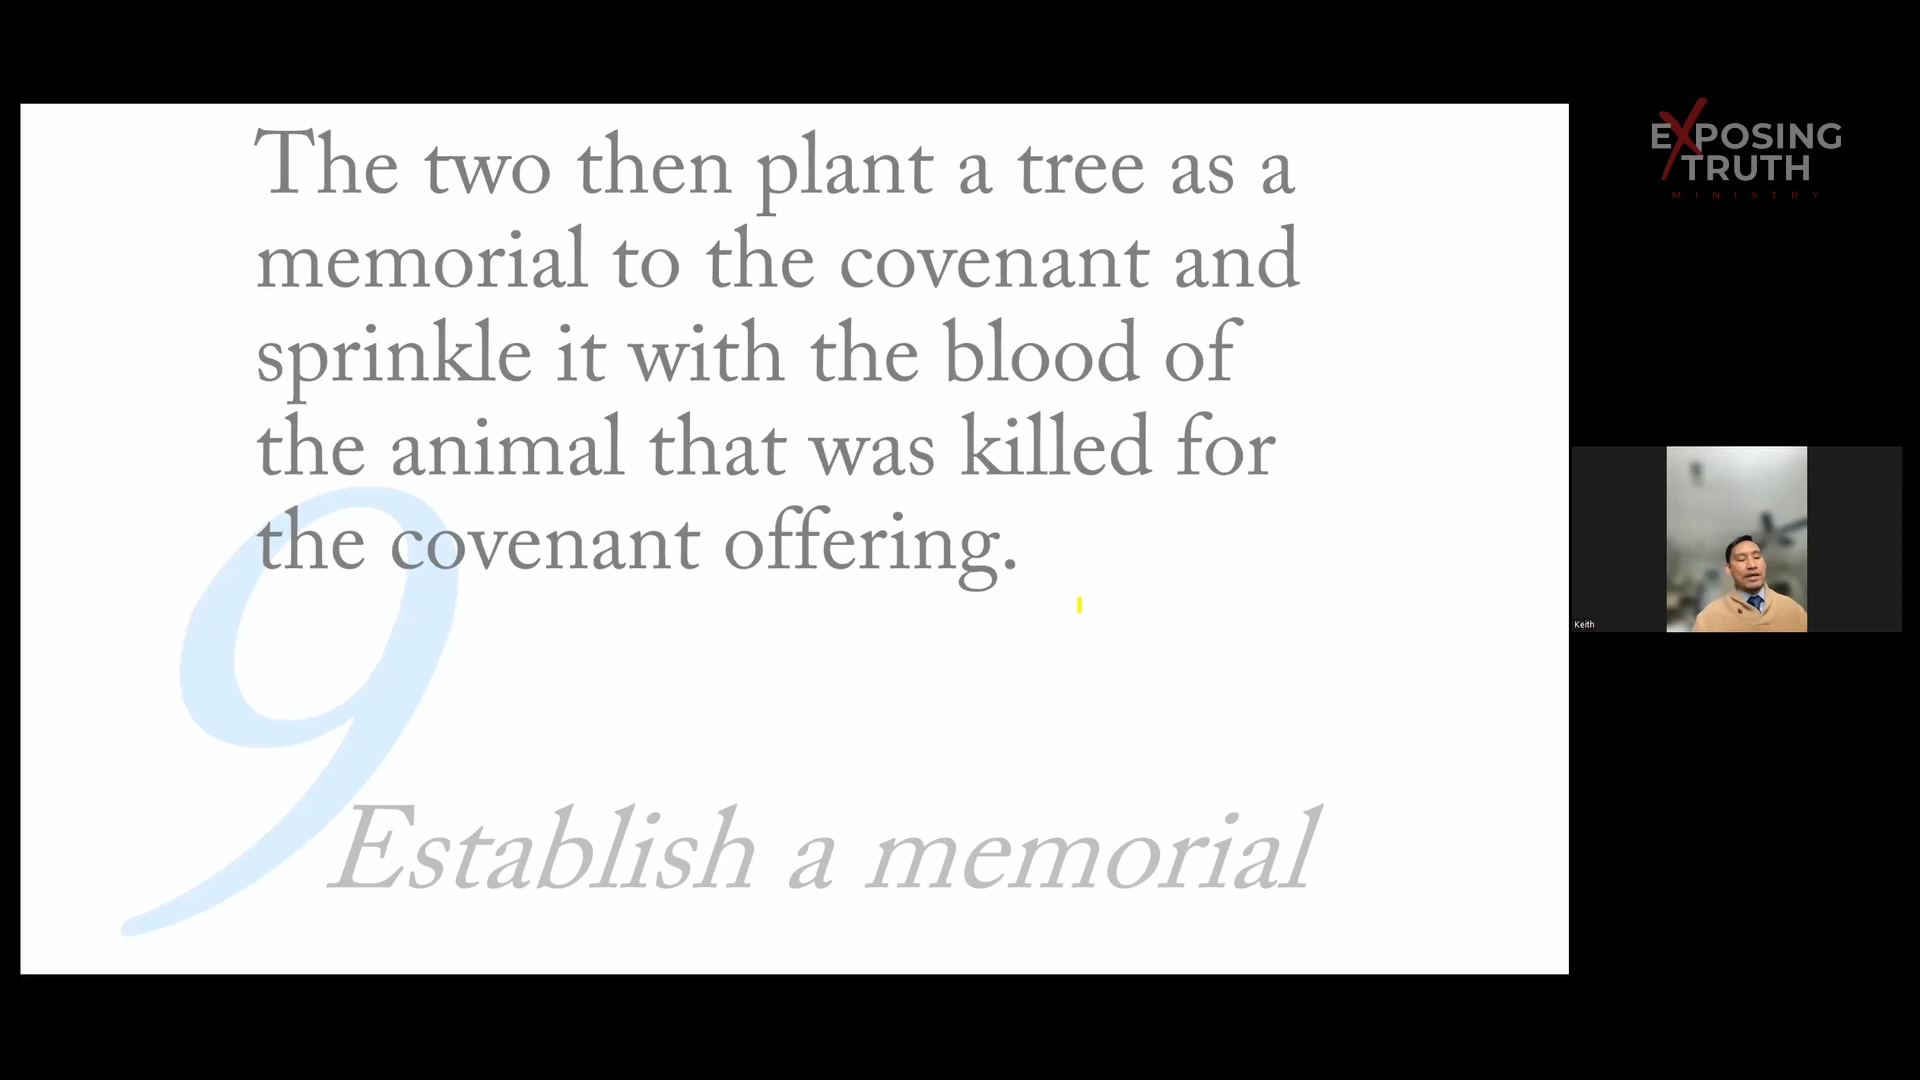 The two then plant a tree as a
memorial to the covenant and
sprinkle it with the blood of
the animal that was killed for
the covenant offering.
9
Establish a memorial
EXPOSING
TRUTH
MINISTRY
Keith